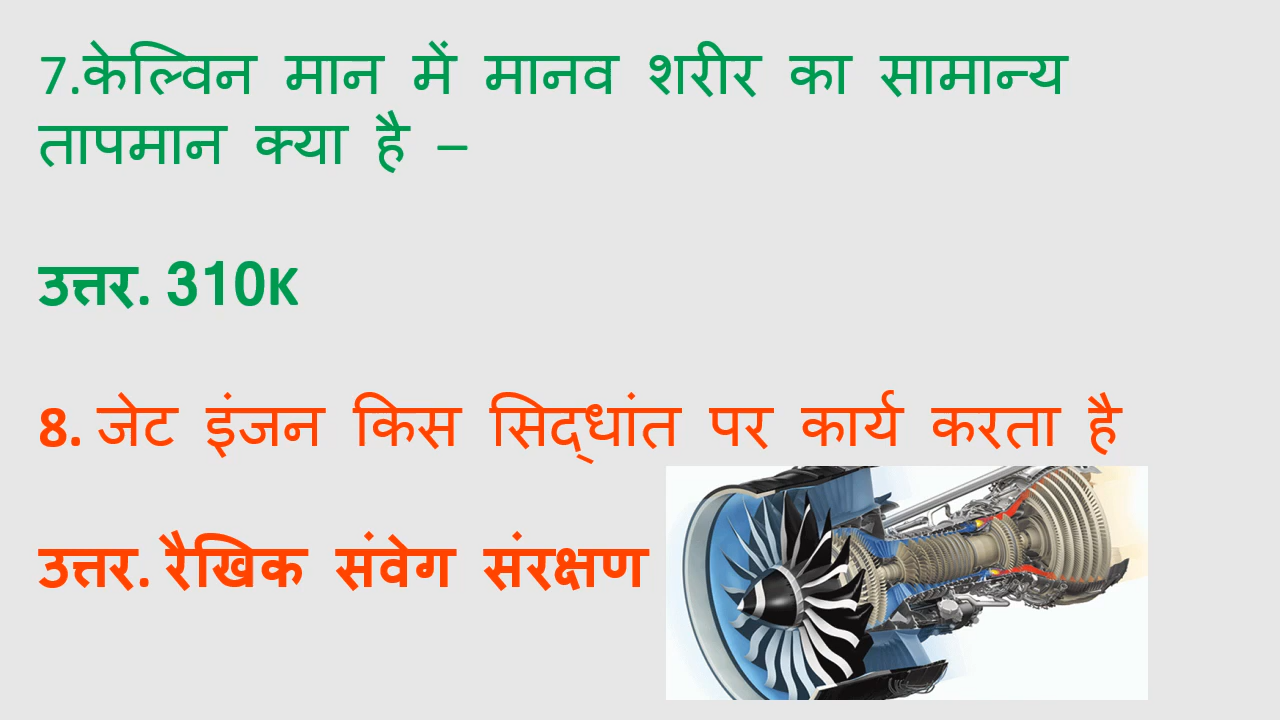 7.केल्विन मान में मानव शरीर का सामान्य
तापमान क्या है –
उत्तर. 310K
8. जेट इंजन किस सिद्धांत पर कार्य करता है
उत्तर. रैखिक संवेग संरक्षण